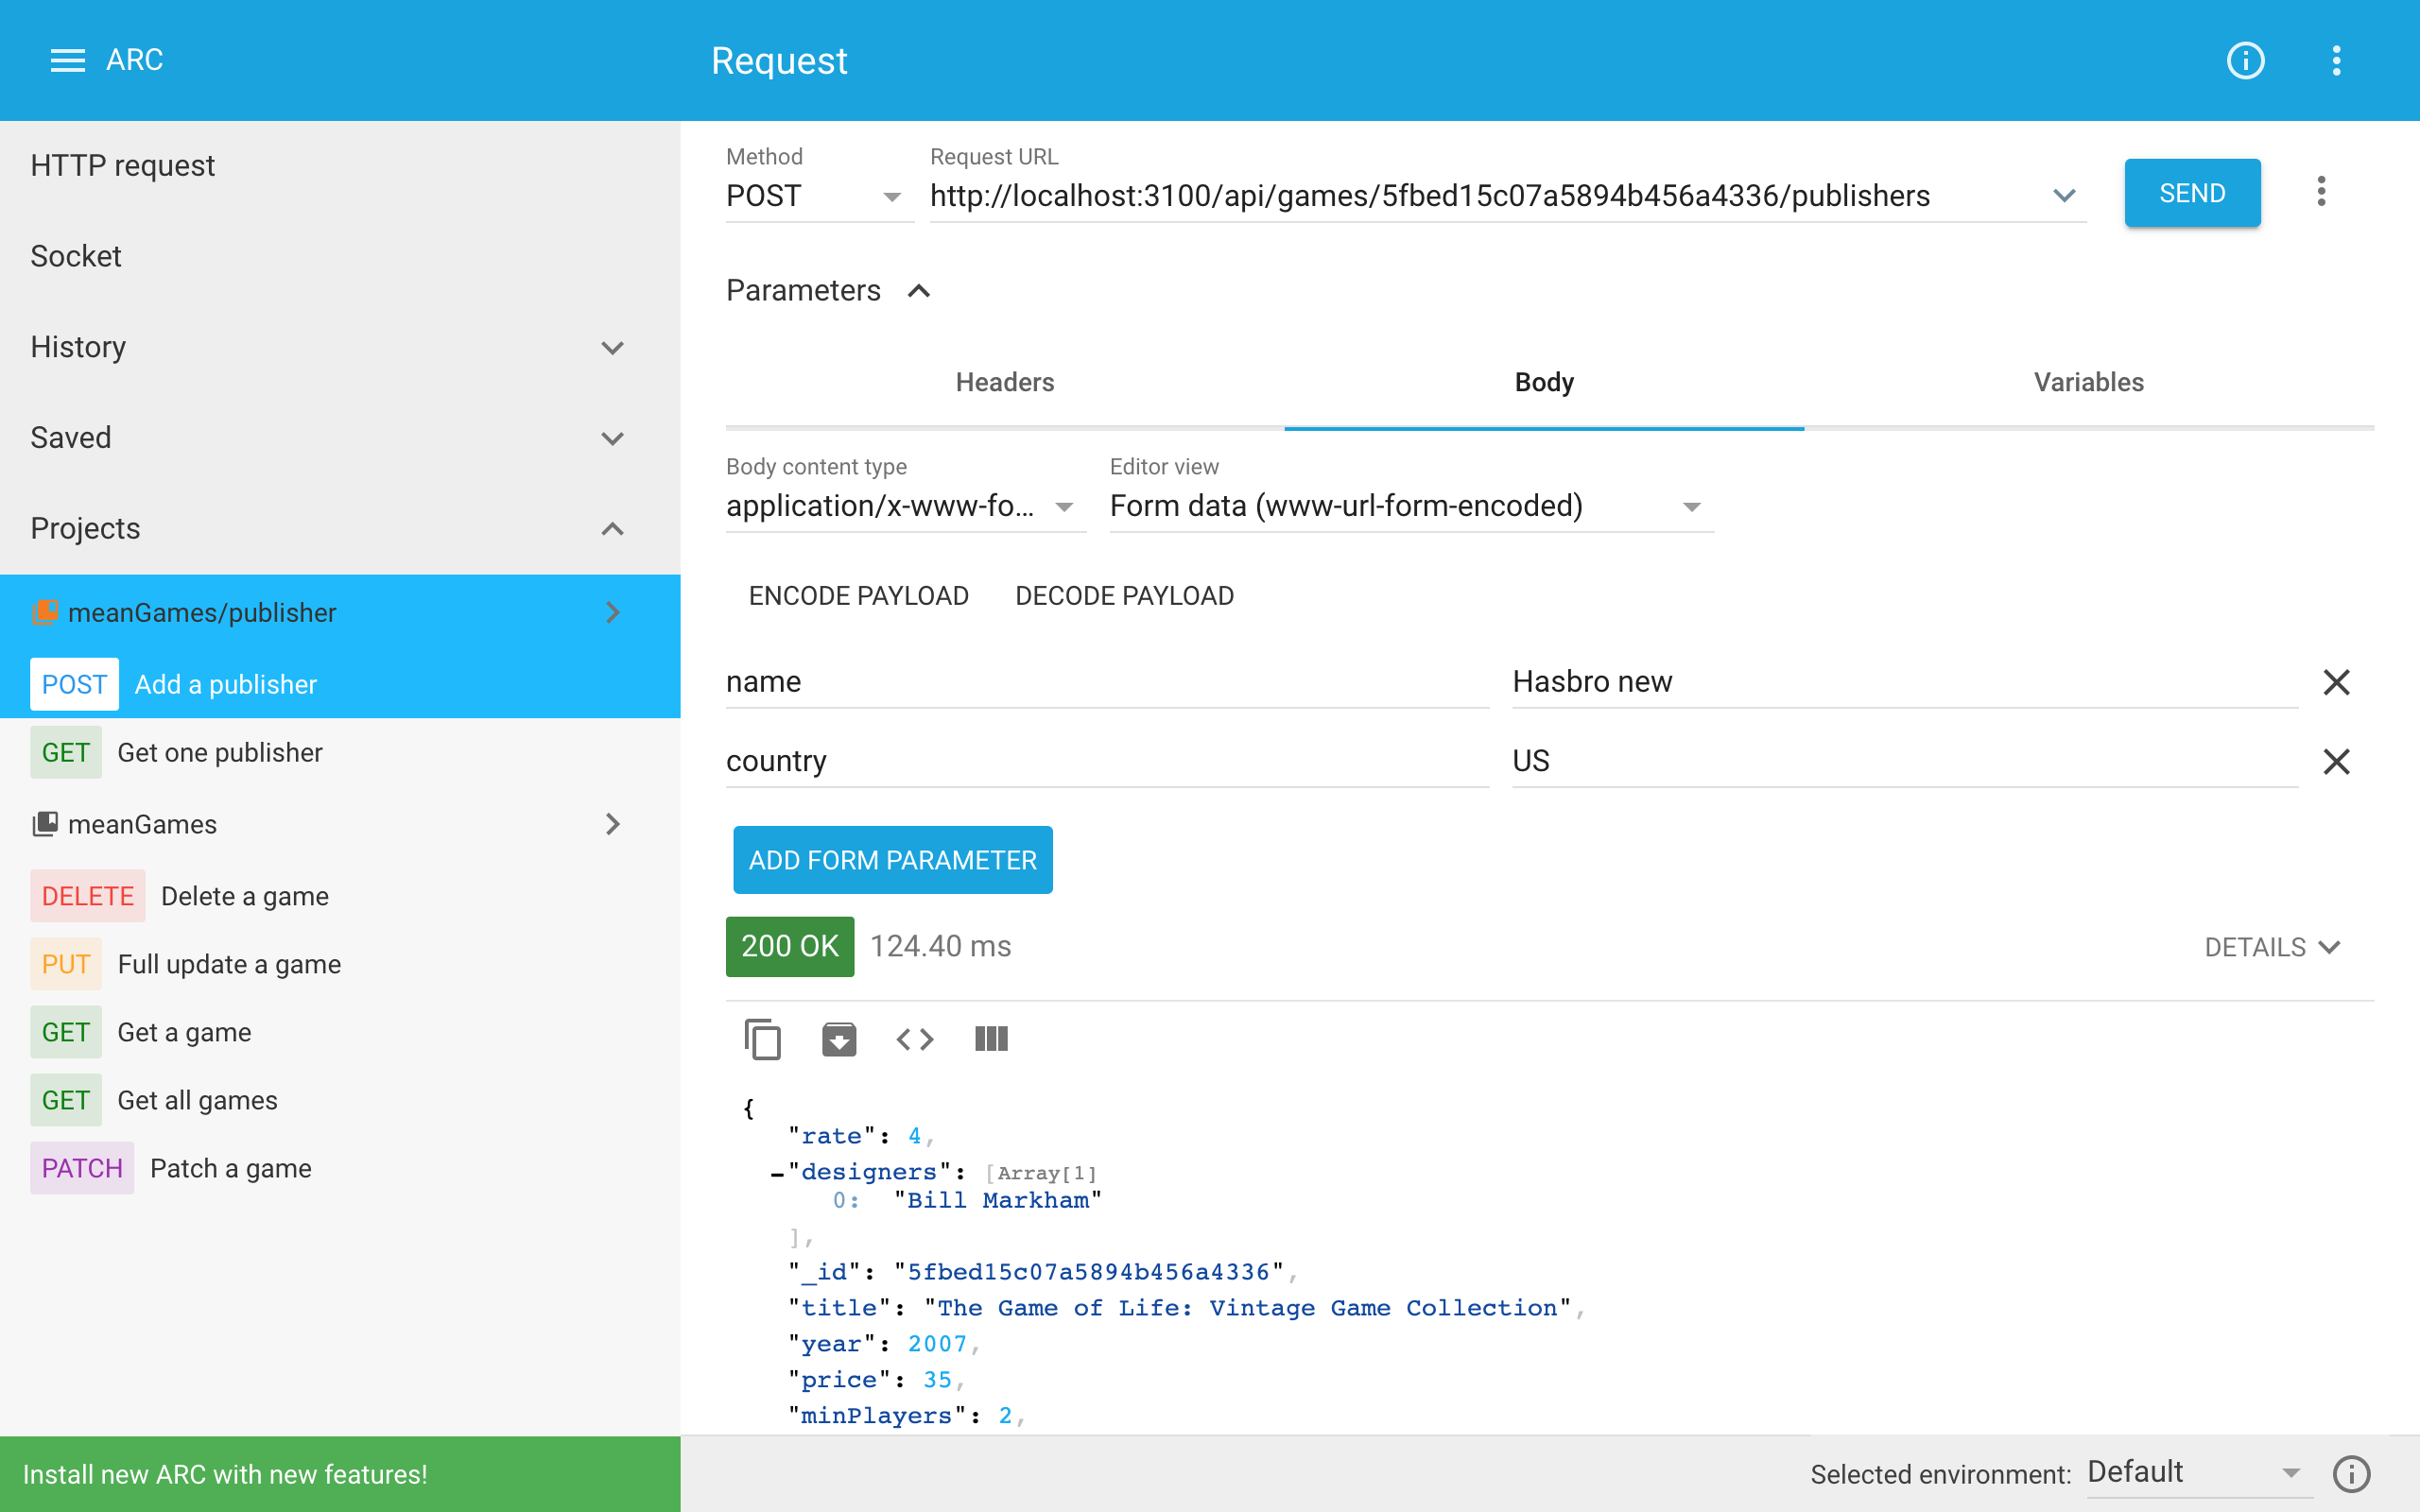 ARC
Request
HTTP request
Socket
History
Saved
Projects
meanGames/publisher
POST Add a publisher
GET Get one publisher
meanGames
DELETE Delete a game
PUT Full update a game
GET Get a game
GET Get all games
PATCH Patch a game
Install new ARC with new features!
Method
POST
Request URL
http://localhost:3100/api/games/5fbed15c07a5894b456a4336/publishers
SEND
Parameters
Headers Body Variables
Body content type
application/x-www-fo...
Editor view
Form data (www-url-form-encoded)
ENCODE PAYLOAD DECODE PAYLOAD
name Hasbro new
country US
ADD FORM PARAMETER
200 OK 124.40 ms DETAILS
{
"rate": 4,
-"designers": [Array[1]
0: "Bill Markham"
],
"_id": "5fbed15c07a5894b456a4336",
"title": "The Game of Life: Vintage Game Collection",
"year": 2007,
"price": 35,
"minPlayers": 2,
Selected environment: Default